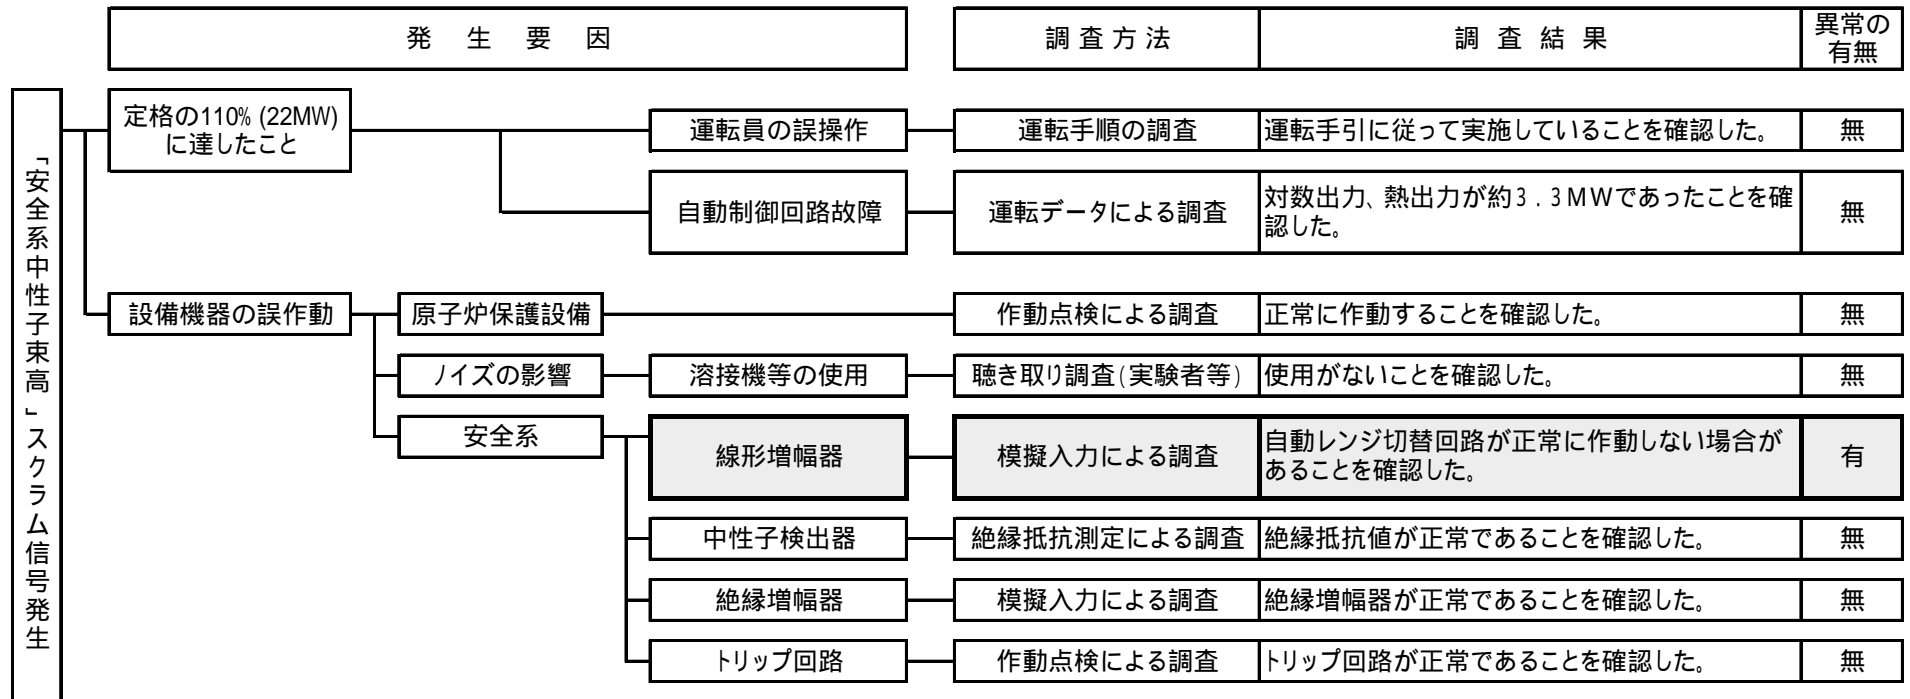 発生要因
調査方法
調査結果
異常の
有無
「安全系中性子束高」スクラム信号発生
定格の110% (22MW)
に達したこと
運転員の誤操作
運転手順の調査
運転手引に従って実施していることを確認した。
無
自動制御回路故障
運転データによる調査
対数出力、熱出力が約3.3MWであったことを確
認した。
無
設備機器の誤作動
原子炉保護設備
作動点検による調査
正常に作動することを確認した。
無
ノイズの影響
溶接機等の使用
聴き取り調査(実験者等)
使用がないことを確認した。
無
安全系
線形増幅器
模擬入力による調査
自動レンジ切替回路が正常に作動しない場合が
あることを確認した。
有
中性子検出器
絶縁抵抗測定による調査
絶縁抵抗値が正常であることを確認した。
無
絶縁増幅器
模擬入力による調査
絶縁増幅器が正常であることを確認した。
無
トリップ回路
作動点検による調査
トリップ回路が正常であることを確認した。
無